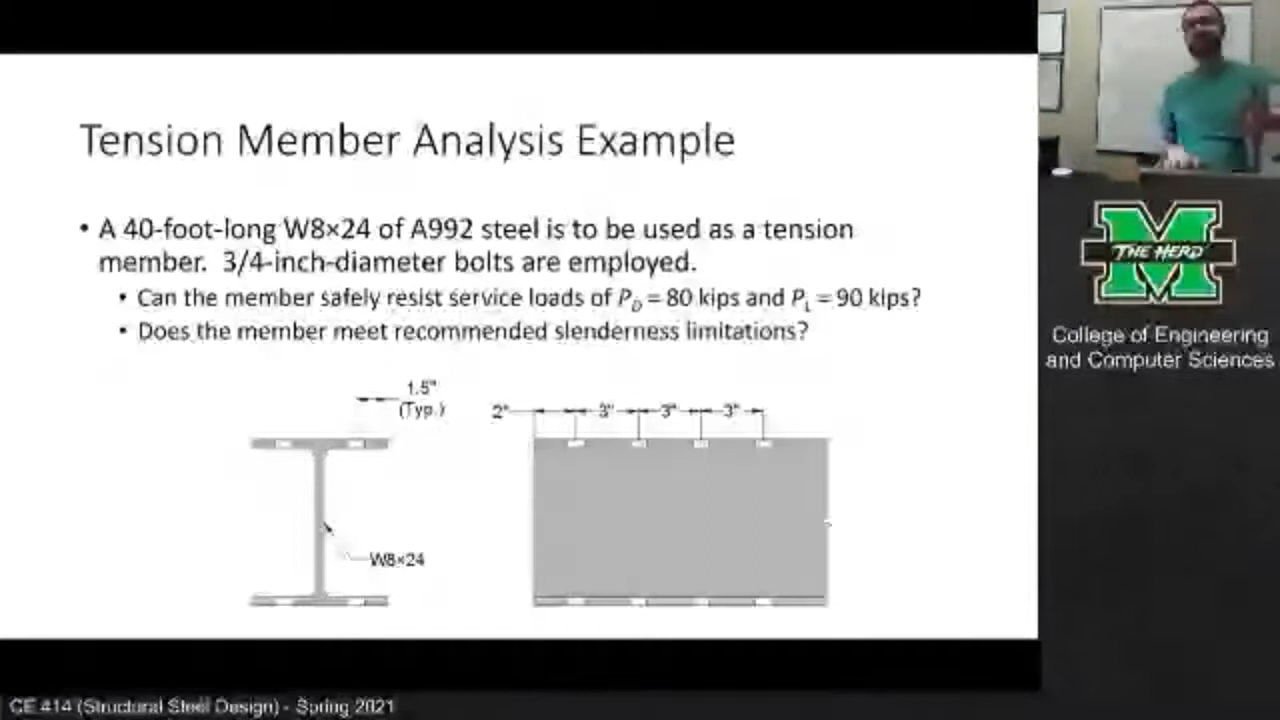 Tension Member Analysis Example
• A 40-foot-long W8×24 of A992 steel is to be used as a tension
member. 3/4-inch-diameter bolts are employed.
• Can the member safely resist service loads of P_D = 80 kips and P_L = 90 kips?
• Does the member meet recommended slenderness limitations?
1.5"
(Typ.)
2" 3" 3" 3"
W8×24
M
THE HERD
College of Engineering
and Computer Sciences
CE 414 (Structural Steel Design) - Spring 2021